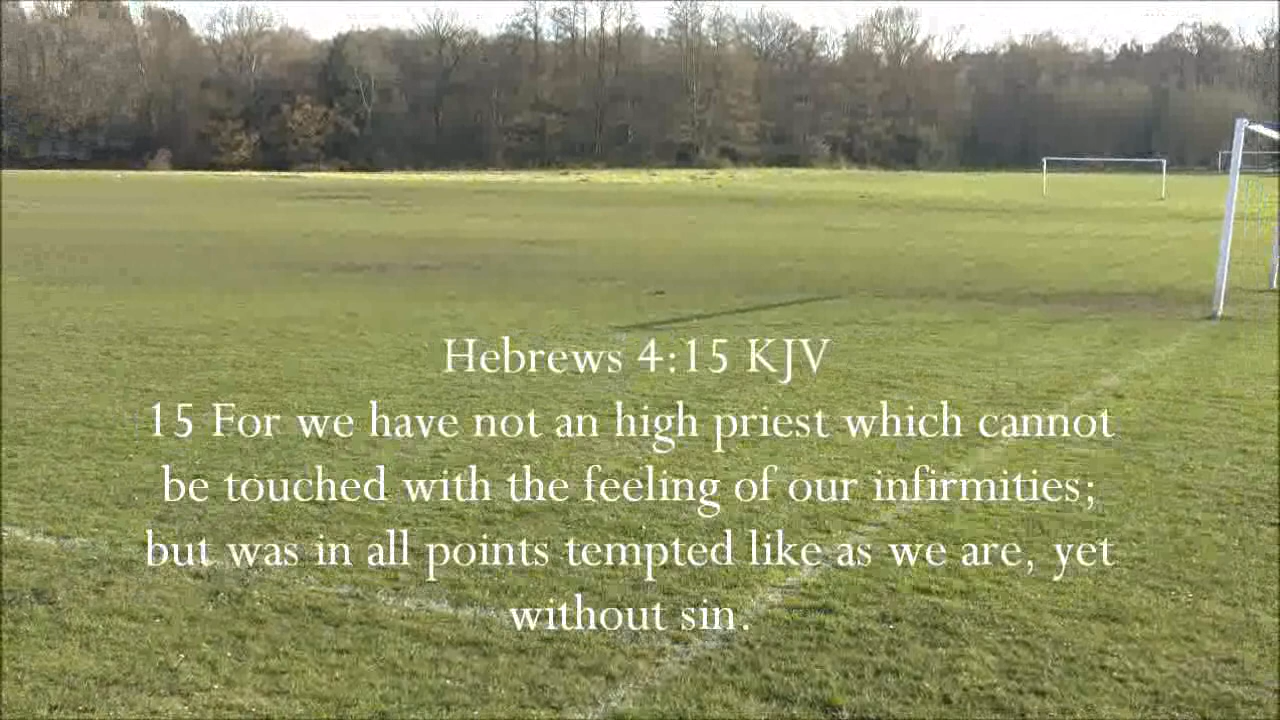 Hebrews 4:15 KJV
15 For we have not an high priest which cannot
be touched with the feeling of our infirmities;
but was in all points tempted like as we are, yet
without sin.